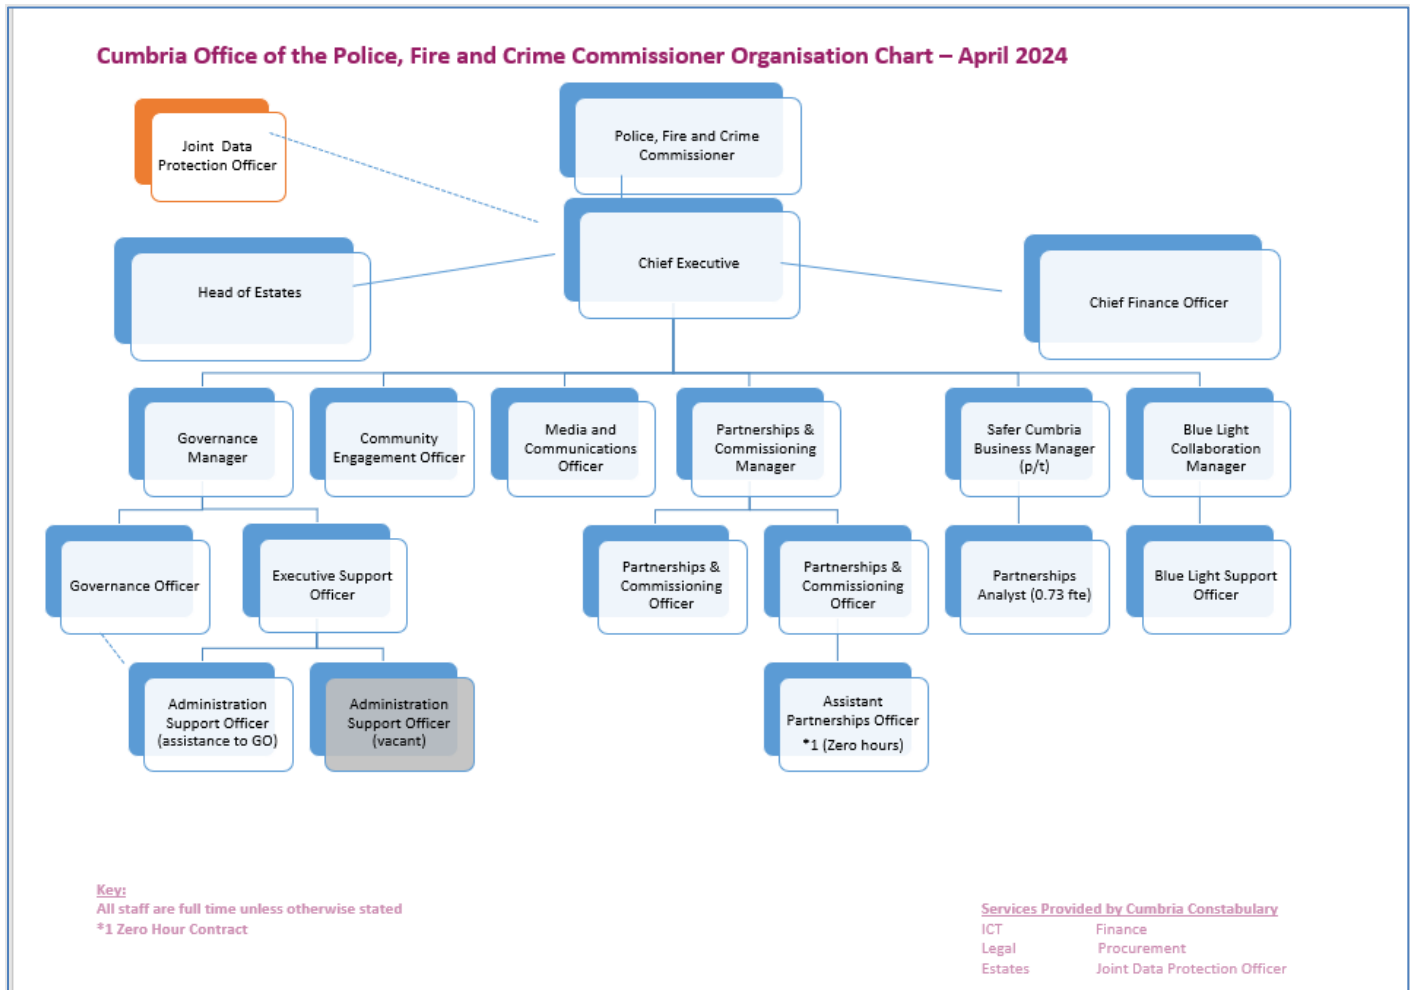 Cumbria Office of the Police, Fire and Crime Commissioner Organisation Chart – April 2024
Joint Data
Protection Officer
Police, Fire and Crime
Commissioner
Chief Executive
Head of Estates
Chief Finance Officer
Governance
Manager
Community
Engagement Officer
Media and
Communications
Officer
Partnerships &
Commissioning
Manager
Safer Cumbria
Business Manager
(p/t)
Blue Light
Collaboration
Manager
Governance Officer
Executive Support
Officer
Partnerships &
Commissioning
Officer
Partnerships &
Commissioning
Officer
Partnerships
Analyst (0.73 fte)
Blue Light Support
Officer
Administration
Support Officer
(assistance to GO)
Administration
Support Officer
(vacant)
Assistant
Partnerships Officer
*1 (Zero hours)
Key:
All staff are full time unless otherwise stated
*1 Zero Hour Contract
Services Provided by Cumbria Constabulary
ICT Finance
Legal Procurement
Estates Joint Data Protection Officer